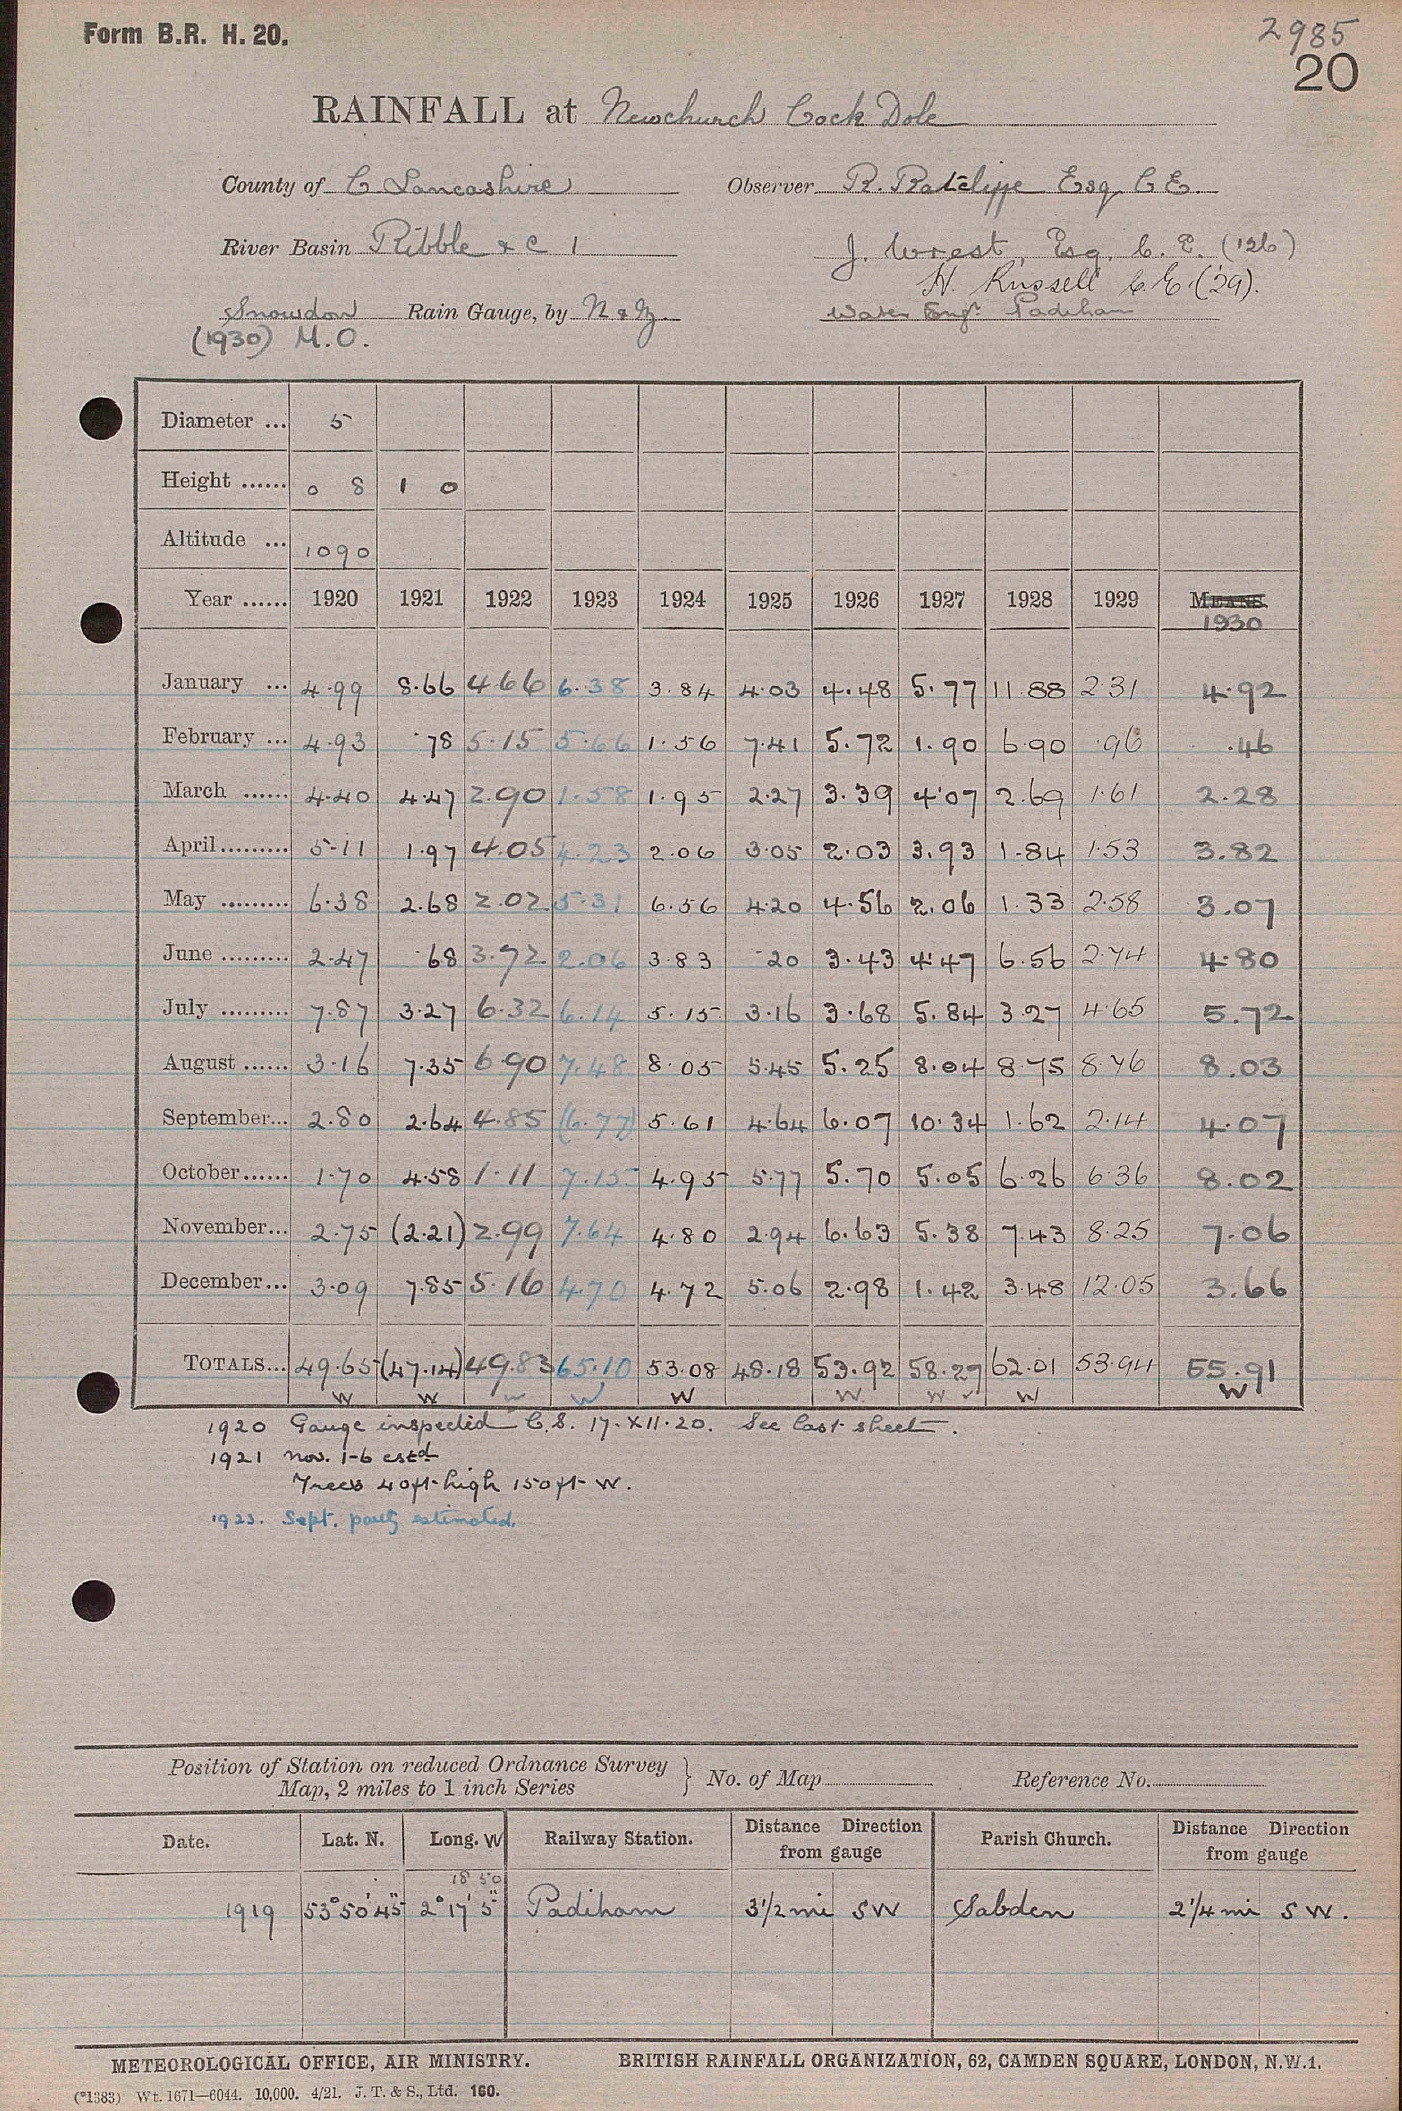 Form B.R. H. 20.
2985
20
RAINFALL at Newchurch Cock Dole
County of C Lancashire Observer R. Ratcliffe Esq C E.
River Basin Ribble & C 1 J. Wrest, Esq. C. E. ('26)
H. Russell C. E. ('29).
Snowdon Rain Gauge, by N & Z. Water Engr. Padiham
(1930) M.O.
Diameter ... 5
Height ...... 0 8 1 0
Altitude ... 1090
Year ...... 1920 1921 1922 1923 1924 1925 1926 1927 1928 1929 MEANS.
1930
January ... 4.99 8.66 4.66 6.38 3.84 4.03 4.48 5.77 11.88 2.31 4.92
February ... 4.93 .78 5.15 5.66 1.56 7.41 5.72 1.90 6.90 .96 .46
March ...... 4.40 4.47 2.90 1.58 1.95 2.27 3.39 4.07 2.69 1.61 2.28
April ......... 5.11 1.97 4.05 4.23 2.06 3.05 2.03 3.93 1.84 1.53 3.82
May ......... 6.38 2.68 2.02 5.31 6.56 4.20 4.56 2.06 1.33 2.58 3.07
June ......... 2.47 .68 3.72 2.06 3.83 .20 3.43 4.47 6.56 2.74 4.80
July ......... 7.87 3.27 6.32 6.14 5.15 3.16 3.68 5.84 3.27 4.65 5.72
August ...... 3.16 7.35 6.90 7.48 8.05 5.45 5.25 8.04 8.75 8.76 8.03
September... 2.80 2.64 4.85 (6.77) 5.61 4.64 6.07 10.34 1.62 2.14 4.07
October ...... 1.70 4.58 1.11 7.15 4.95 5.77 5.70 5.05 6.26 6.36 8.02
November... 2.75 (2.21) 2.99 7.64 4.80 2.94 6.63 5.38 7.43 8.25 7.06
December... 3.09 7.85 5.16 4.70 4.72 5.06 2.98 1.42 3.48 12.05 3.66
TOTALS... 49.65 (47.14) 49.83 65.10 53.08 48.18 53.92 58.27 62.01 53.94 55.91
W W W W W W W ✓ W W
1920 Gauge inspected C.S. 17.XII.20. See last sheet.
1921 Nov. 1-6 estd
Trees 40ft high 150ft W.
1923. Sept. partly estimated.
Position of Station on reduced Ordnance Survey
Map, 2 miles to 1 inch Series } No. of Map Reference No.
Date. Lat. N. Long. W Railway Station. Distance Direction from gauge Parish Church. Distance Direction from gauge
18 50
1919 53° 50' 45" 2° 17' 5" Padiham 3 1/2 mi SW Sabden 2 1/4 mi S W.
METEOROLOGICAL OFFICE, AIR MINISTRY. BRITISH RAINFALL ORGANIZATION, 62, CAMDEN SQUARE, LONDON, N.W.1.
(*1383) Wt. 1671—6044. 10,000. 4/21. J. T. & S., Ltd. 160.